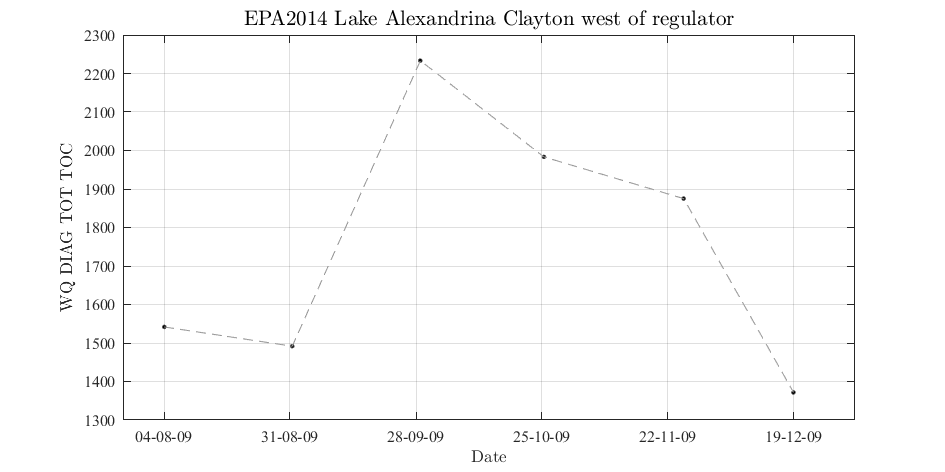 EPA2014 Lake Alexandrina Clayton west of regulator
2300
2200
2100
2000
1900
1800
1700
1600
1500
1400
1300
WQ DIAG TOT TOC
04-08-09 31-08-09 28-09-09 25-10-09 22-11-09 19-12-09
Date